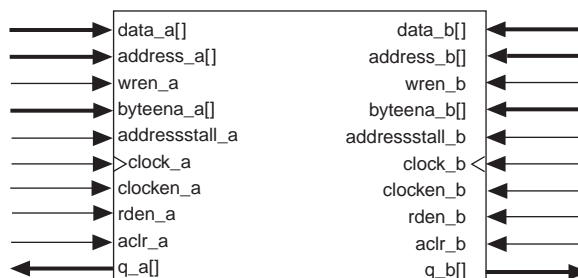 data_a[] data_b[]
address_a[] address_b[]
wren_a wren_b
byteena_a[] byteena_b[]
addressstall_a addressstall_b
clock_a clock_b
clocken_a clocken_b
rden_a rden_b
aclr_a aclr_b
q_a[] q_b[]